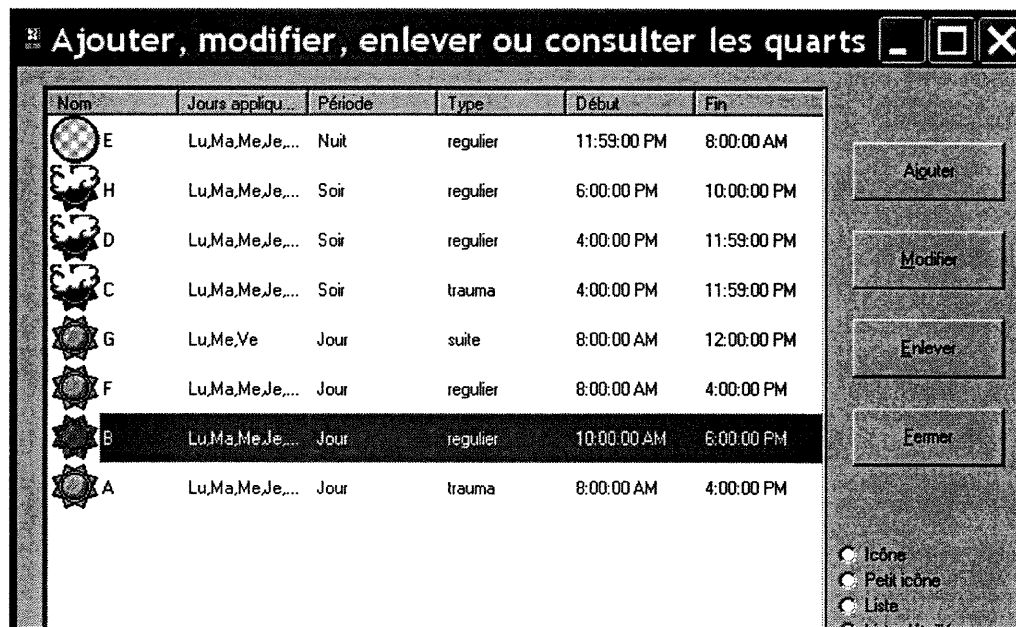 Ajouter, modifier, enlever ou consulter les quarts
Nom Jours appliqu... Période Type Début Fin
E Lu,Ma,Me,Je,... Nuit regulier 11:59:00 PM 8:00:00 AM
H Lu,Ma,Me,Je,... Soir regulier 6:00:00 PM 10:00:00 PM
D Lu,Ma,Me,Je,... Soir regulier 4:00:00 PM 11:59:00 PM
C Lu,Ma,Me,Je,... Soir trauma 4:00:00 PM 11:59:00 PM
G Lu,Me,Ve Jour suite 8:00:00 AM 12:00:00 PM
F Lu,Ma,Me,Je,... Jour regulier 8:00:00 AM 4:00:00 PM
B Lu,Ma,Me,Je,... Jour regulier 10:00:00 AM 6:00:00 PM
A Lu,Ma,Me,Je,... Jour trauma 8:00:00 AM 4:00:00 PM
Ajouter
Modifier
Enlever
Fermer
Icône
Petit icône
Liste